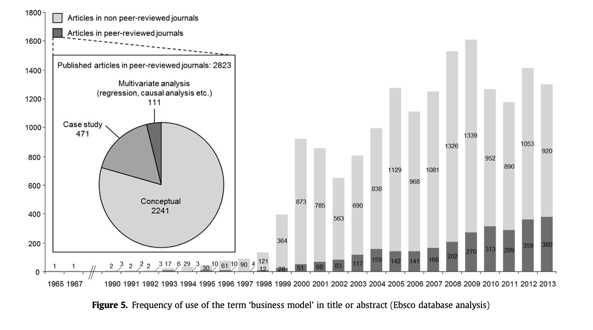 1800
1600
1400
1200
1000
800
600
400
200
0
Articles in non peer-reviewed journals
Articles in peer-reviewed journals
Published articles in peer-reviewed journals: 2823
Multivariate analysis
(regression, causal analysis etc.)
111
Case study
471
Conceptual
2241
1 1 2 3 2 2 2 3 17 6 29 3 30 10 61 10 90 4 121 12
364 28
873 51
785 68
563 83
690 117
838 159
1129 142
968 141
1081 168
1326 202
1339 270
952 313
890 289
1053 359
920 380
1965 1967 // 1990 1991 1992 1993 1994 1995 1996 1997 1998 1999 2000 2001 2002 2003 2004 2005 2006 2007 2008 2009 2010 2011 2012 2013
Figure 5. Frequency of use of the term ‘business model’ in title or abstract (Ebsco database analysis)